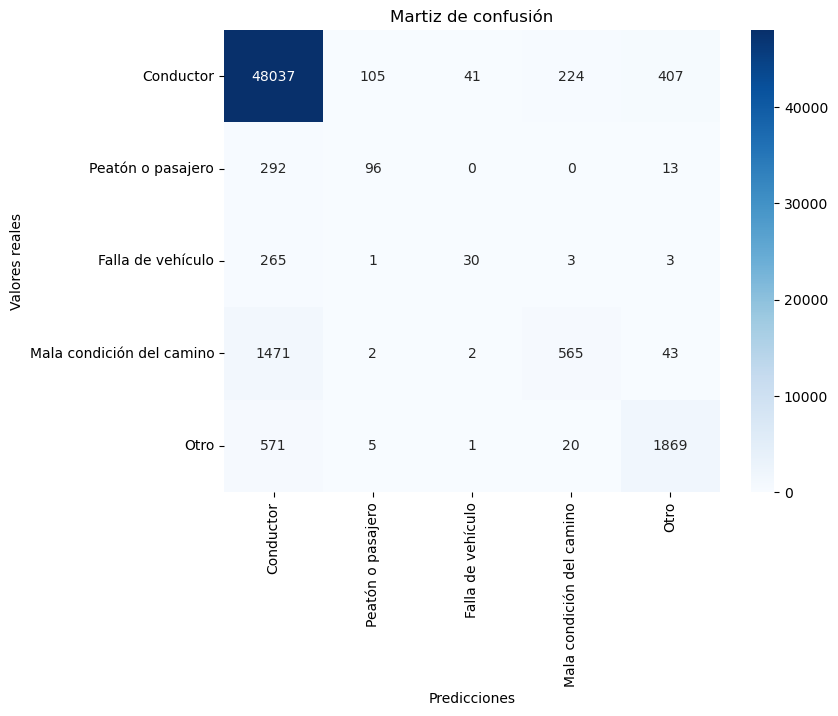 Martiz de confusión
Valores reales
Conductor 48037 105 41 224 407
Peatón o pasajero 292 96 0 0 13
Falla de vehículo 265 1 30 3 3
Mala condición del camino 1471 2 2 565 43
Otro 571 5 1 20 1869
Conductor
Peatón o pasajero
Falla de vehículo
Mala condición del camino
Otro
Predicciones
40000
30000
20000
10000
0